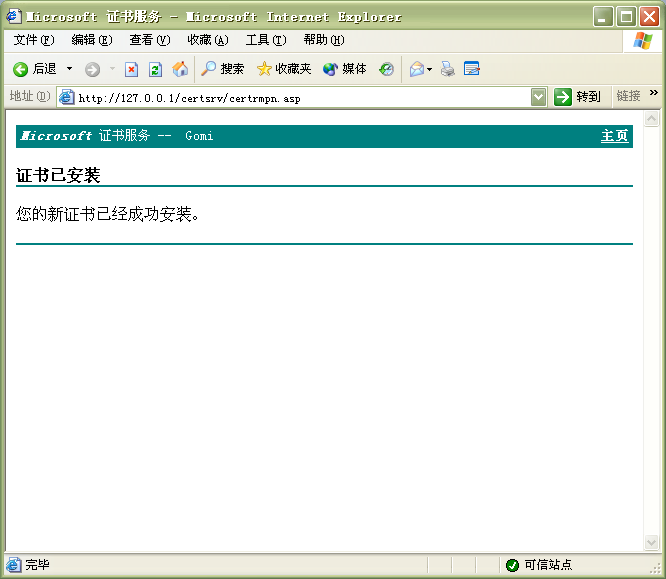 Microsoft 证书服务 - Microsoft Internet Explorer
文件(F) 编辑(E) 查看(V) 收藏(A) 工具(T) 帮助(H)
后退 搜索 收藏夹 媒体
地址(D) http://127.0.0.1/certsrv/certrmpn.asp 转到 链接 »
Microsoft 证书服务 -- Gomi 主页
证书已安装
您的新证书已经成功安装。
完毕 可信站点